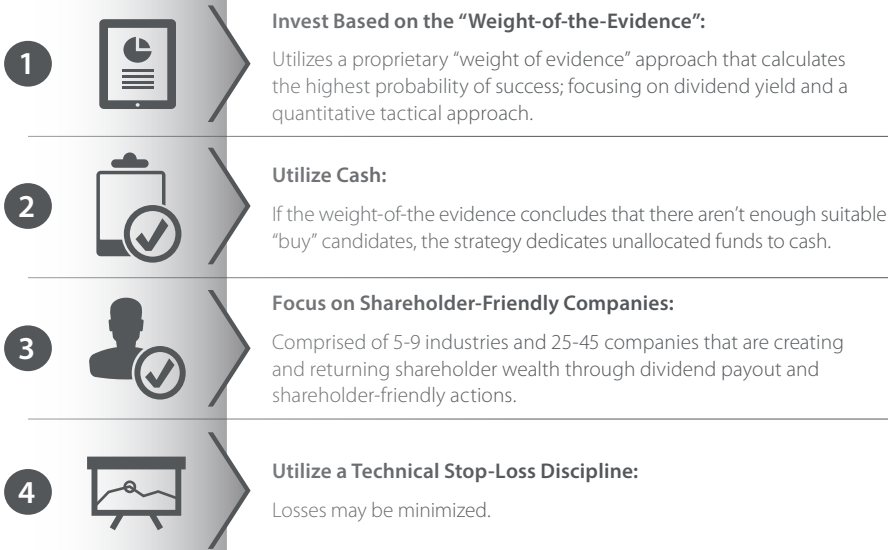 1
Invest Based on the “Weight-of-the-Evidence”:
Utilizes a proprietary “weight of evidence” approach that calculates
the highest probability of success; focusing on dividend yield and a
quantitative tactical approach.
2
Utilize Cash:
If the weight-of-the evidence concludes that there aren’t enough suitable
“buy” candidates, the strategy dedicates unallocated funds to cash.
3
Focus on Shareholder-Friendly Companies:
Comprised of 5-9 industries and 25-45 companies that are creating
and returning shareholder wealth through dividend payout and
shareholder-friendly actions.
4
Utilize a Technical Stop-Loss Discipline:
Losses may be minimized.